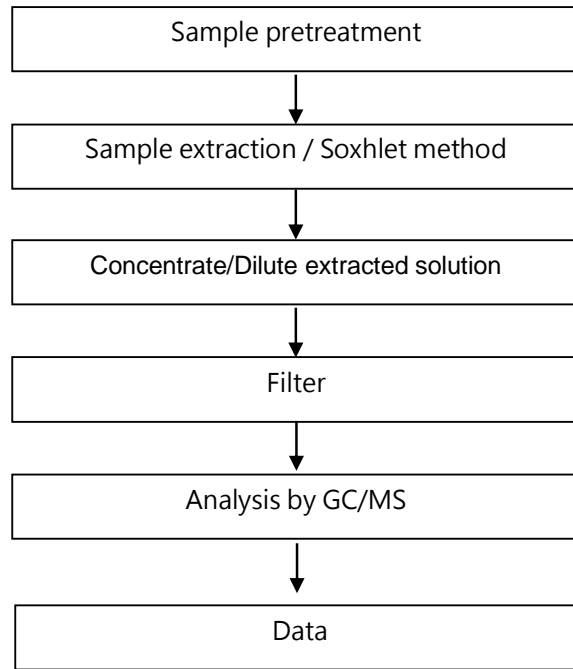 Sample pretreatment
Sample extraction / Soxhlet method
Concentrate/Dilute extracted solution
Filter
Analysis by GC/MS
Data